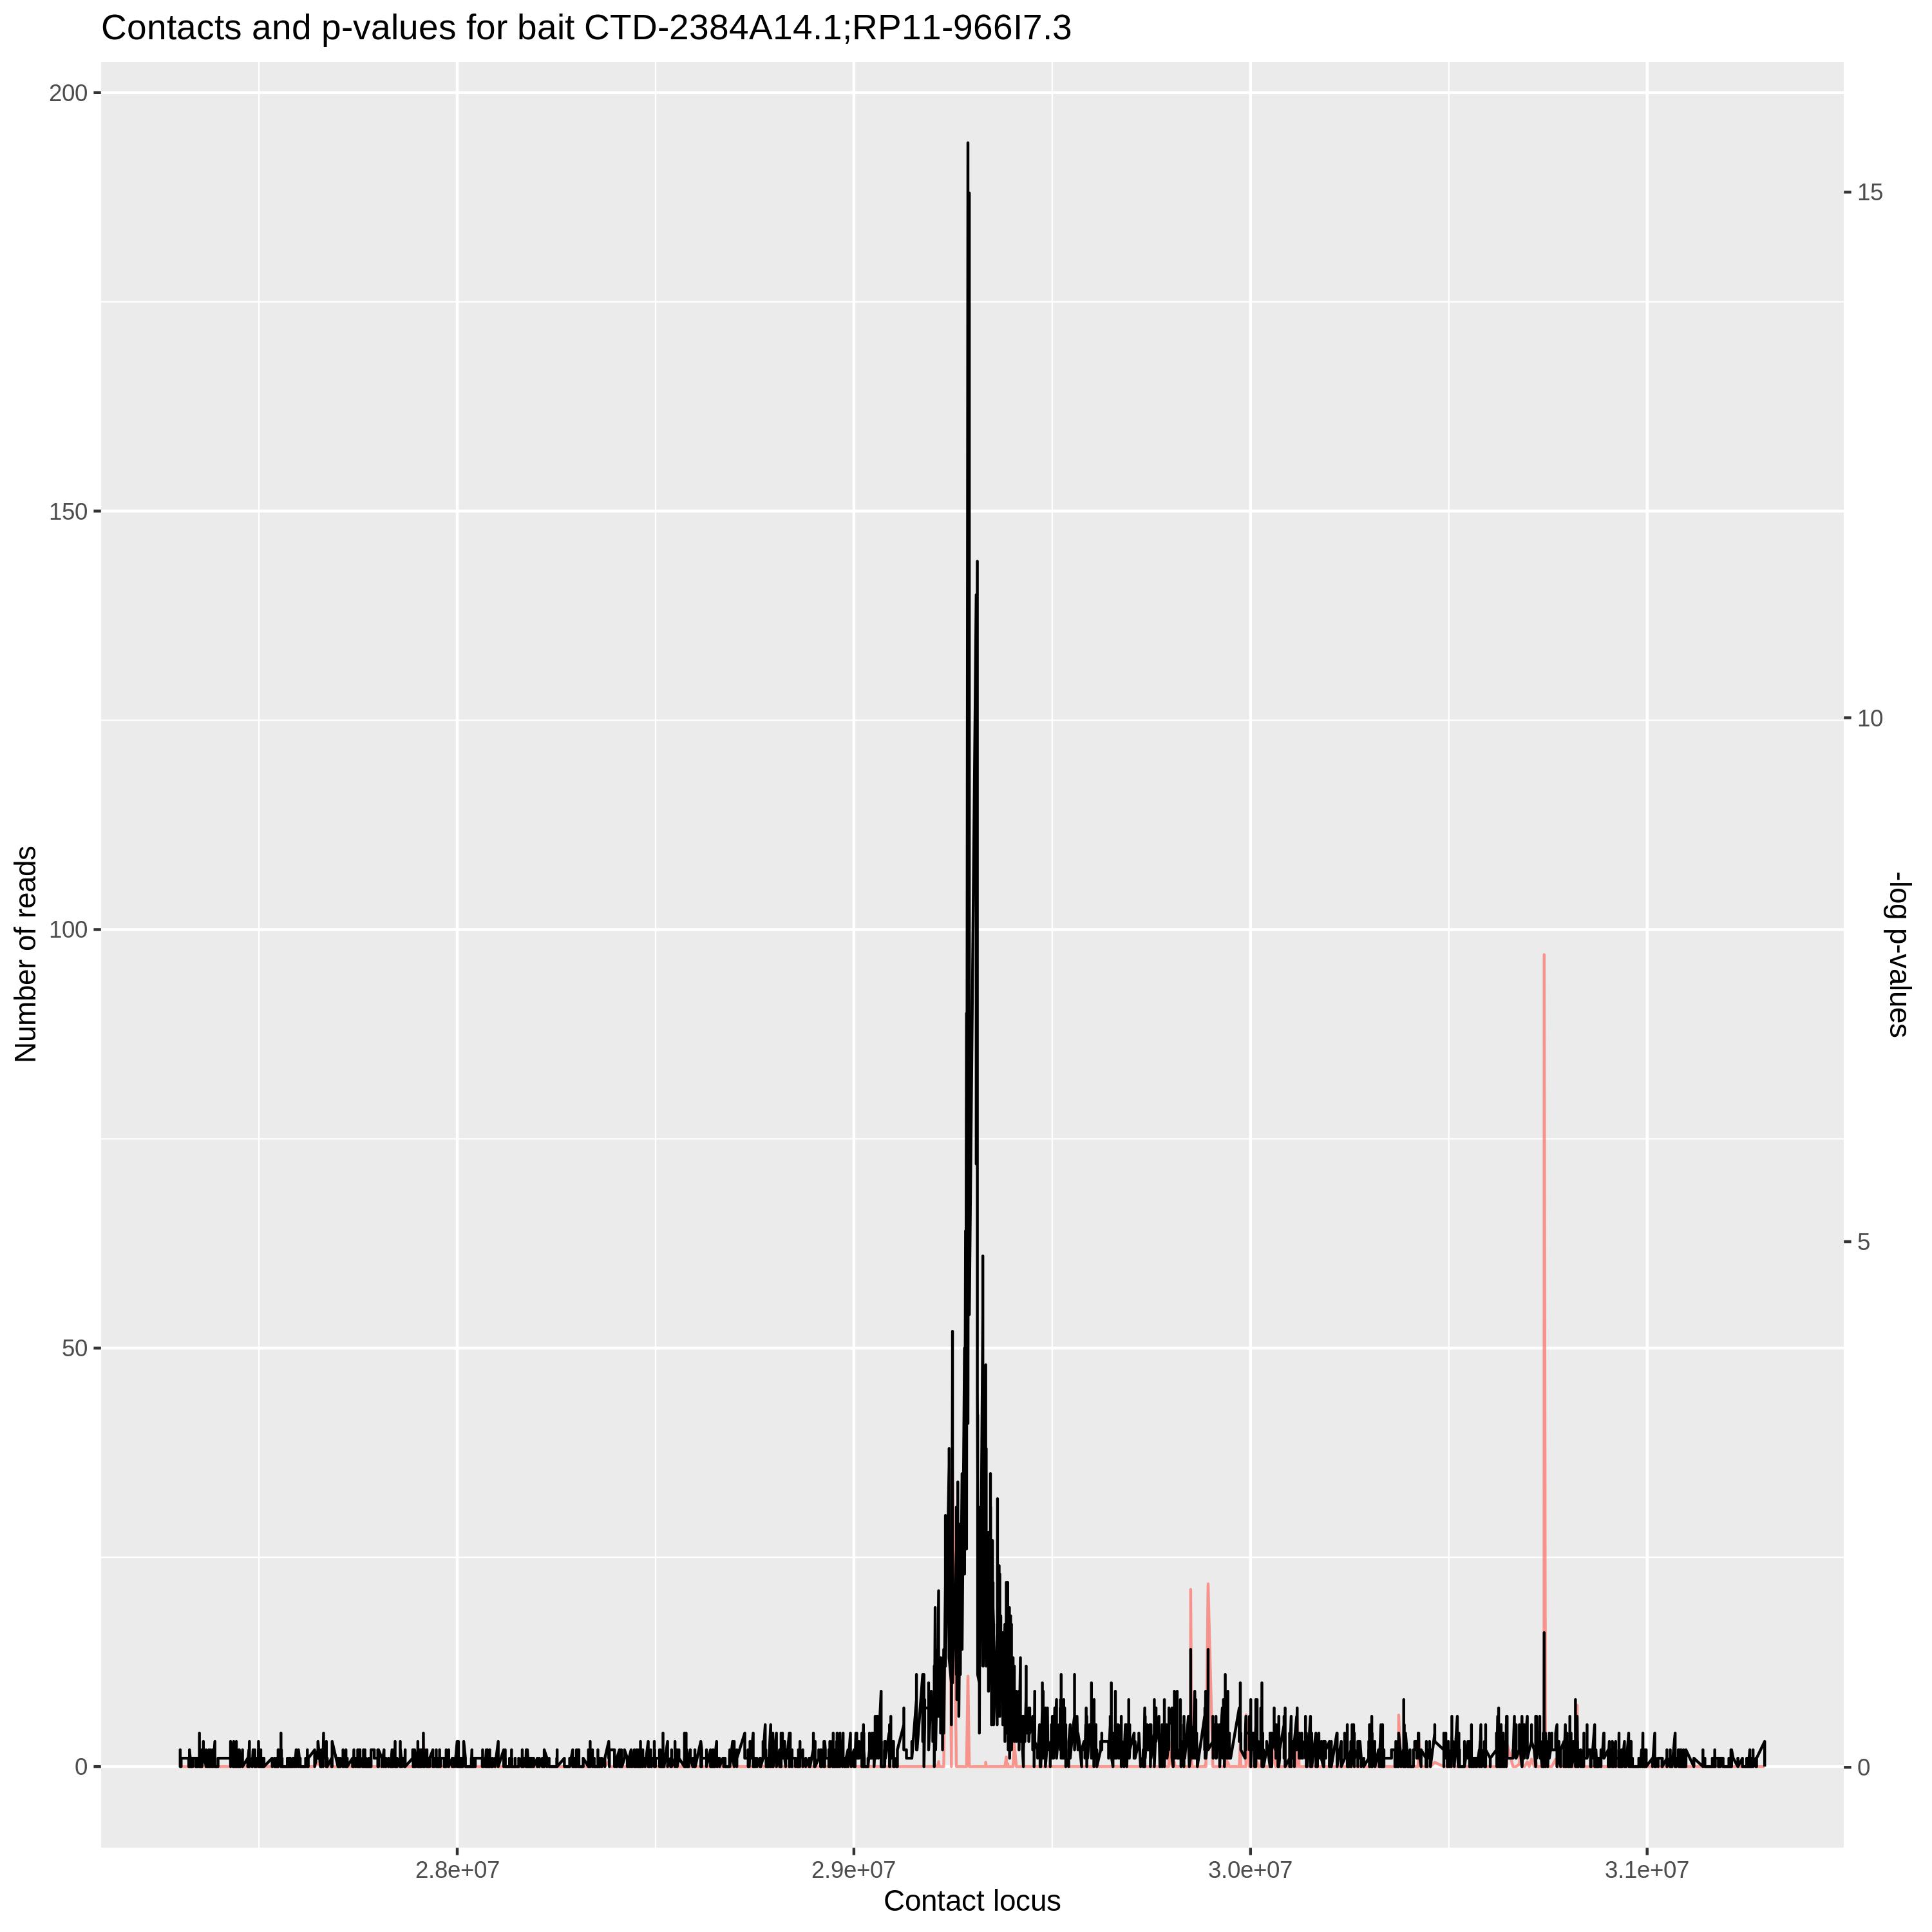 Contacts and p-values for bait CTD-2384A14.1;RP11-966I7.3
200
150
100
50
0
15
10
5
0
Number of reads
-log p-values
2.8e+07
2.9e+07
3.0e+07
3.1e+07
Contact locus